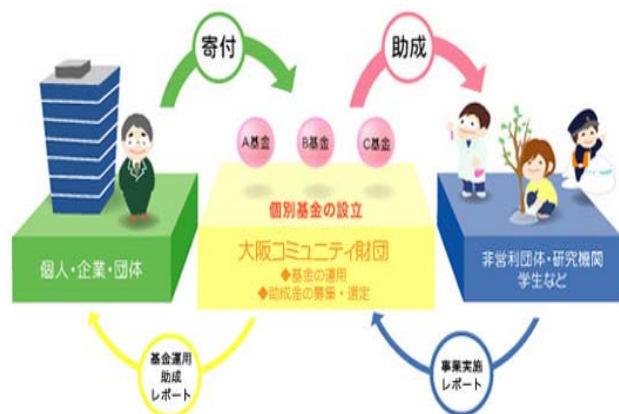 寄付
助成
A基金
B基金
C基金
個別基金の設立
大阪コミュニティ財団
◆基金の運用
◆助成金の募集・選定
個人・企業・団体
非営利団体・研究機関
学生など
基金運用
助成
レポート
事業実施
レポート